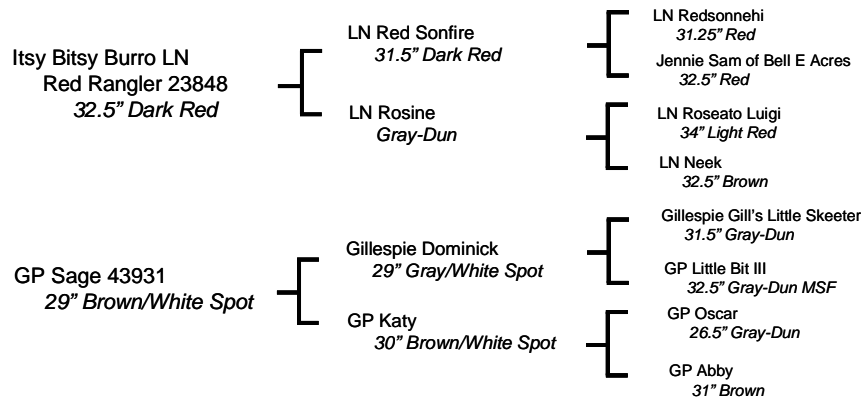 Itsy Bitsy Burro LN
Red Rangler 23848
32.5” Dark Red
LN Red Sonfire
31.5” Dark Red
LN Redsonnehi
31.25” Red
Jennie Sam of Bell E Acres
32.5” Red
LN Rosine
Gray-Dun
LN Roseato Luigi
34” Light Red
LN Neek
32.5” Brown
GP Sage 43931
29” Brown/White Spot
Gillespie Dominick
29” Gray/White Spot
Gillespie Gill’s Little Skeeter
31.5” Gray-Dun
GP Little Bit III
32.5” Gray-Dun MSF
GP Katy
30” Brown/White Spot
GP Oscar
26.5” Gray-Dun
GP Abby
31” Brown